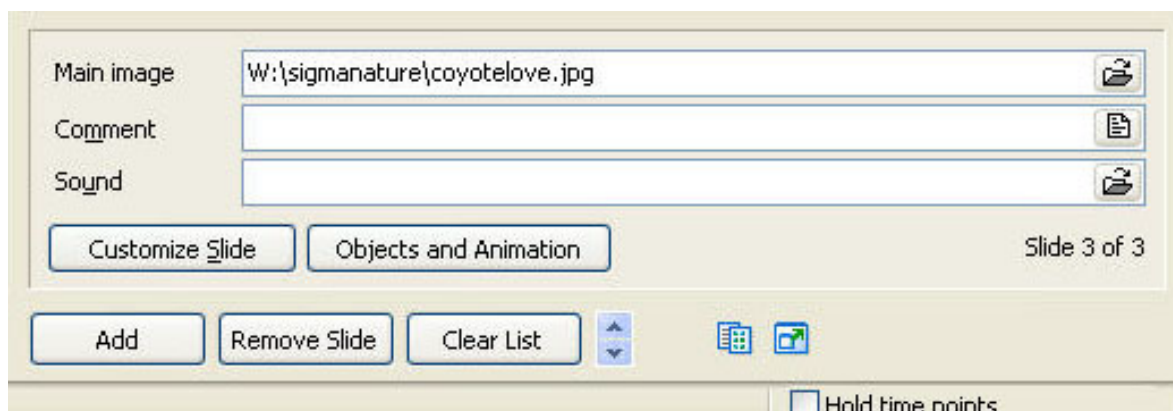 Main image W:\sigmanature\coyotelove.jpg
Comment
Sound
Customize Slide Objects and Animation Slide 3 of 3
Add Remove Slide Clear List
Hold time points